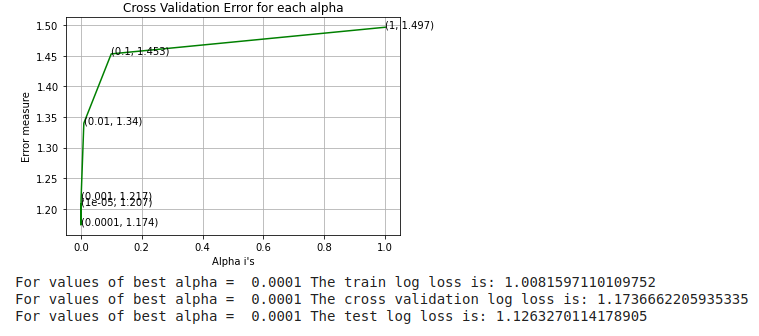 Cross Validation Error for each alpha
1.50
1.45
1.40
1.35
1.30
1.25
1.20
Error measure
(1, 1.497)
(0.1, 1.453)
(0.01, 1.34)
(0.001, 1.217)
(1e-05, 1.207)
(0.0001, 1.174)
0.0 0.2 0.4 0.6 0.8 1.0
Alpha i's
For values of best alpha =  0.0001 The train log loss is: 1.0081597110109752
For values of best alpha =  0.0001 The cross validation log loss is: 1.1736662205935335
For values of best alpha =  0.0001 The test log loss is: 1.1263270114178905